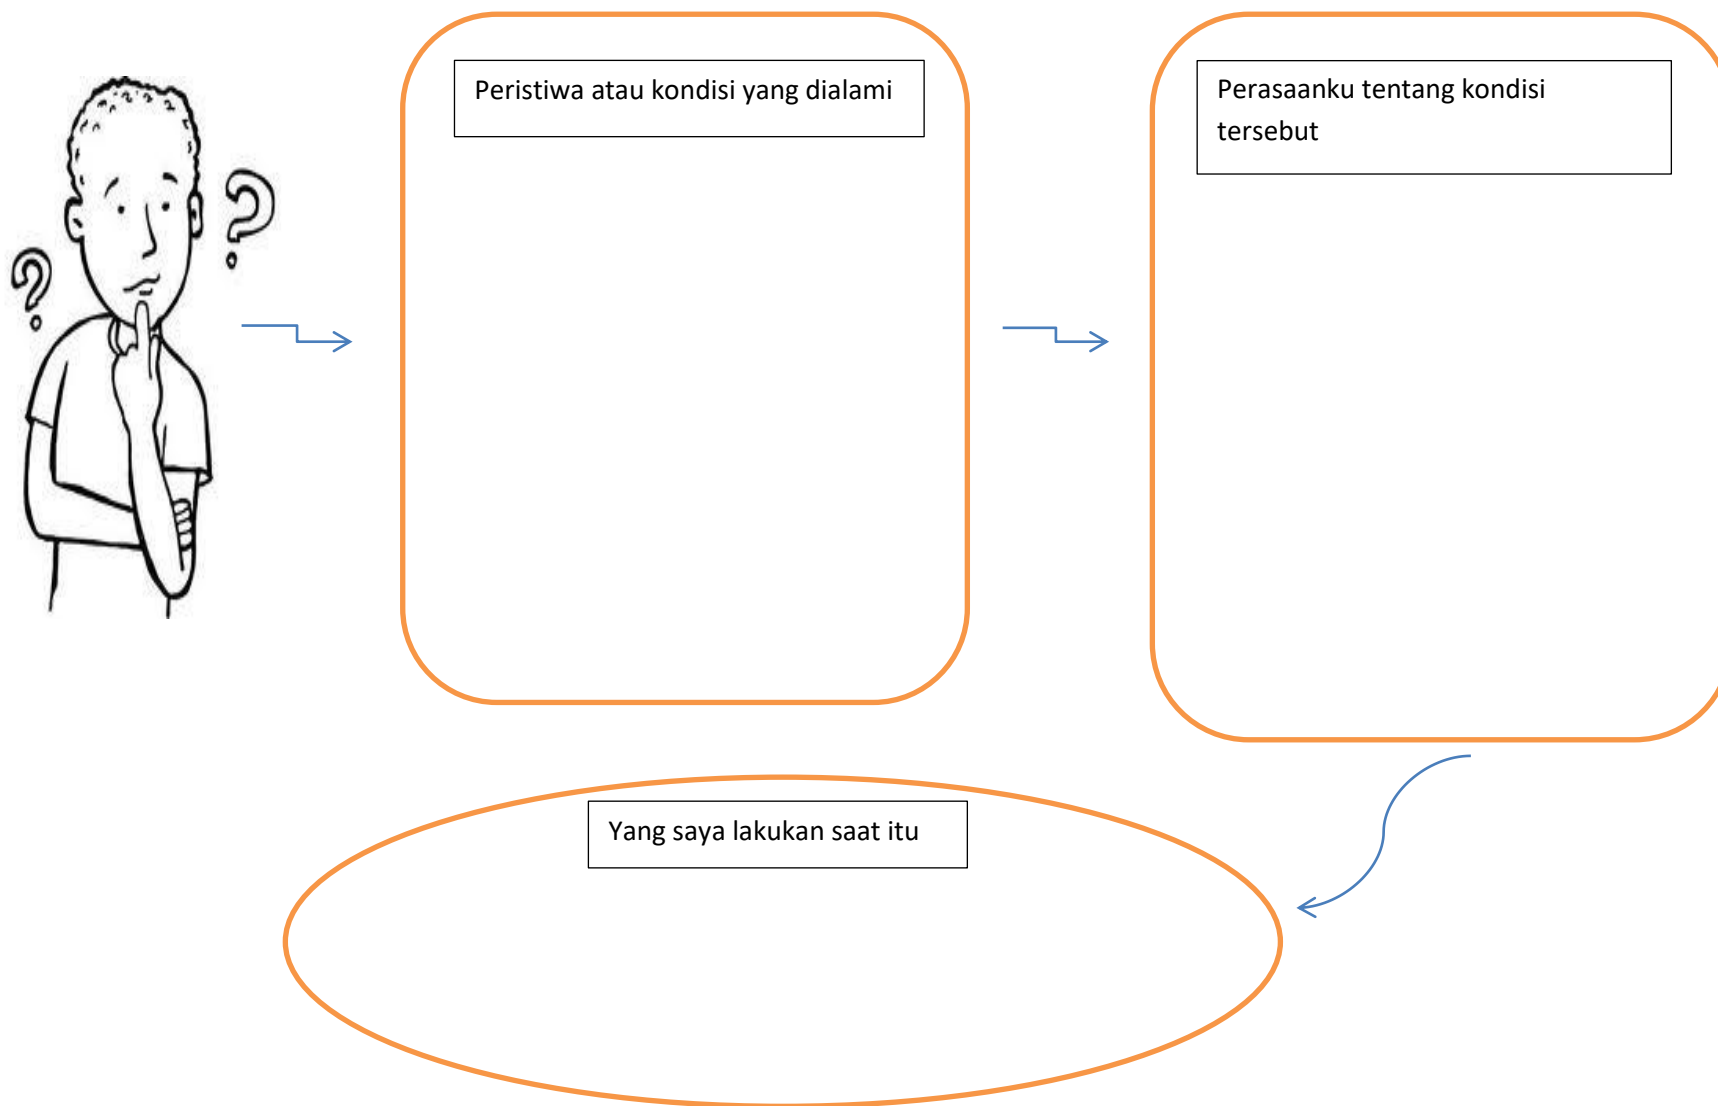 Peristiwa atau kondisi yang dialami
Perasaanku tentang kondisi
tersebut
? ?
Yang saya lakukan saat itu